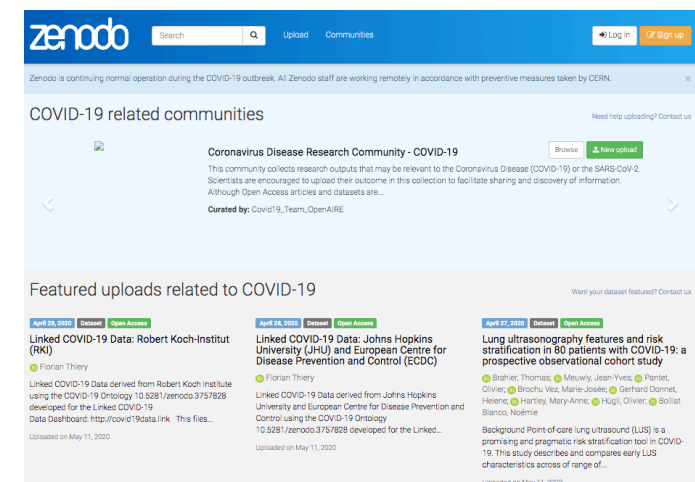 zenodo
Search
Upload Communities
Log in Sign up
Zenodo is continuing normal operation during the COVID-19 outbreak. All Zenodo staff are working remotely in accordance with preventive measures taken by CERN. ×
COVID-19 related communities
Need help uploading? Contact us
Coronavirus Disease Research Community - COVID-19
Browse New upload
This community collects research outputs that may be relevant to the Coronavirus Disease (COVID-19) or the SARS-CoV-2.
Scientists are encouraged to upload their outcome in this collection to facilitate sharing and discovery of information.
Although Open Access articles and datasets are...
Curated by: Covid19_Team_OpenAIRE
Featured uploads related to COVID-19
Want your dataset featured? Contact us
April 28, 2020 Dataset Open Access
Linked COVID-19 Data: Robert Koch-Institut
(RKI)
Florian Thiery
Linked COVID-19 Data derived from Robert Koch Institute
using the COVID-19 Ontology 10.5281/zenodo.3757828
developed for the Linked COVID-19
Data Dashboard: http://covid19data.link This files...
Uploaded on May 11, 2020
April 28, 2020 Dataset Open Access
Linked COVID-19 Data: Johns Hopkins
University (JHU) and European Centre for
Disease Prevention and Control (ECDC)
Florian Thiery
Linked COVID-19 Data derived from Johns Hopkins
University and European Centre for Disease Prevention and
Control using the COVID-19 Ontology
10.5281/zenodo.3757828 developed for the Linked...
Uploaded on May 11, 2020
April 27, 2020 Dataset Open Access
Lung ultrasonography features and risk
stratification in 80 patients with COVID-19: a
prospective observational cohort study
Brahier, Thomas; Meuwly, Jean-Yves; Pantet,
Olivier; Brochu Vez, Marie-Josée; Gerhard Donnet,
Helene; Hartley, Mary-Anne; Hügli, Olivier; Boillat
Blanco, Noémie
Background Point-of-care lung ultrasound (LUS) is a
promising and pragmatic risk stratification tool in COVID-
19. This study describes and compares early LUS
characteristics across of range of...
Uploaded on May 11, 2020